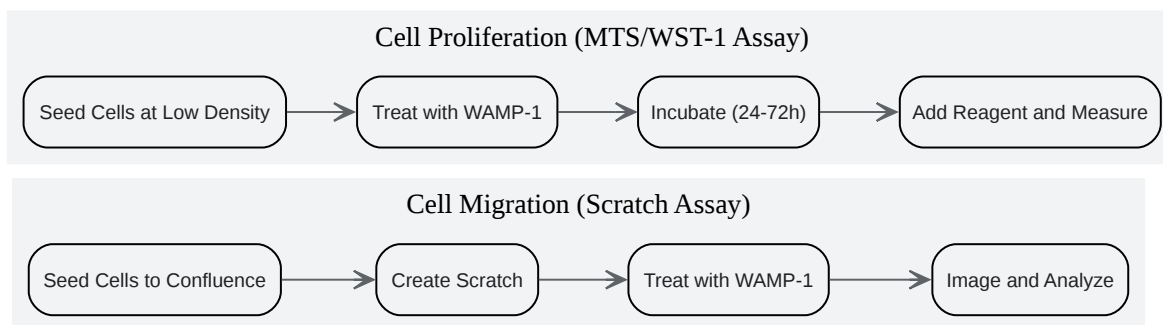 Cell Proliferation (MTS/WST-1 Assay)
Seed Cells at Low Density
Treat with WAMP-1
Incubate (24-72h)
Add Reagent and Measure
Cell Migration (Scratch Assay)
Seed Cells to Confluence
Create Scratch
Treat with WAMP-1
Image and Analyze